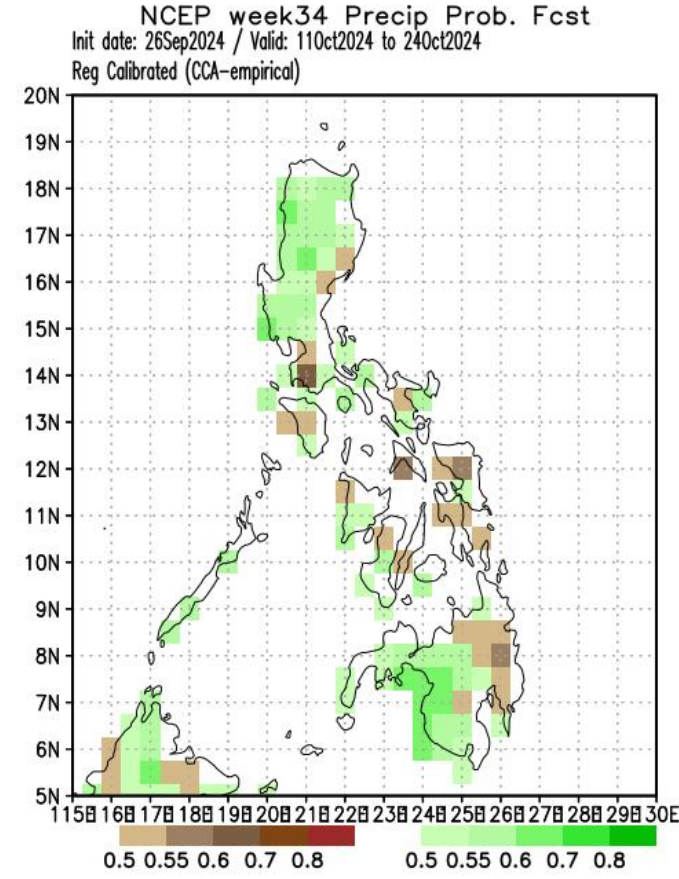 NCEP week34 Precip Prob. Fcst
Init date: 26Sep2024 / Valid: 11Oct2024 to 24Oct2024
Reg Calibrated (CCA-empirical)
20N
19N
18N
17N
16N
15N
14N
13N
12N
11N
10N
9N
8N
7N
6N
5N
115E 116E 117E 118E 119E 120E 121E 122E 123E 124E 125E 126E 127E 128E 129E 130E
0.5 0.55 0.6 0.7 0.8 0.5 0.55 0.6 0.7 0.8